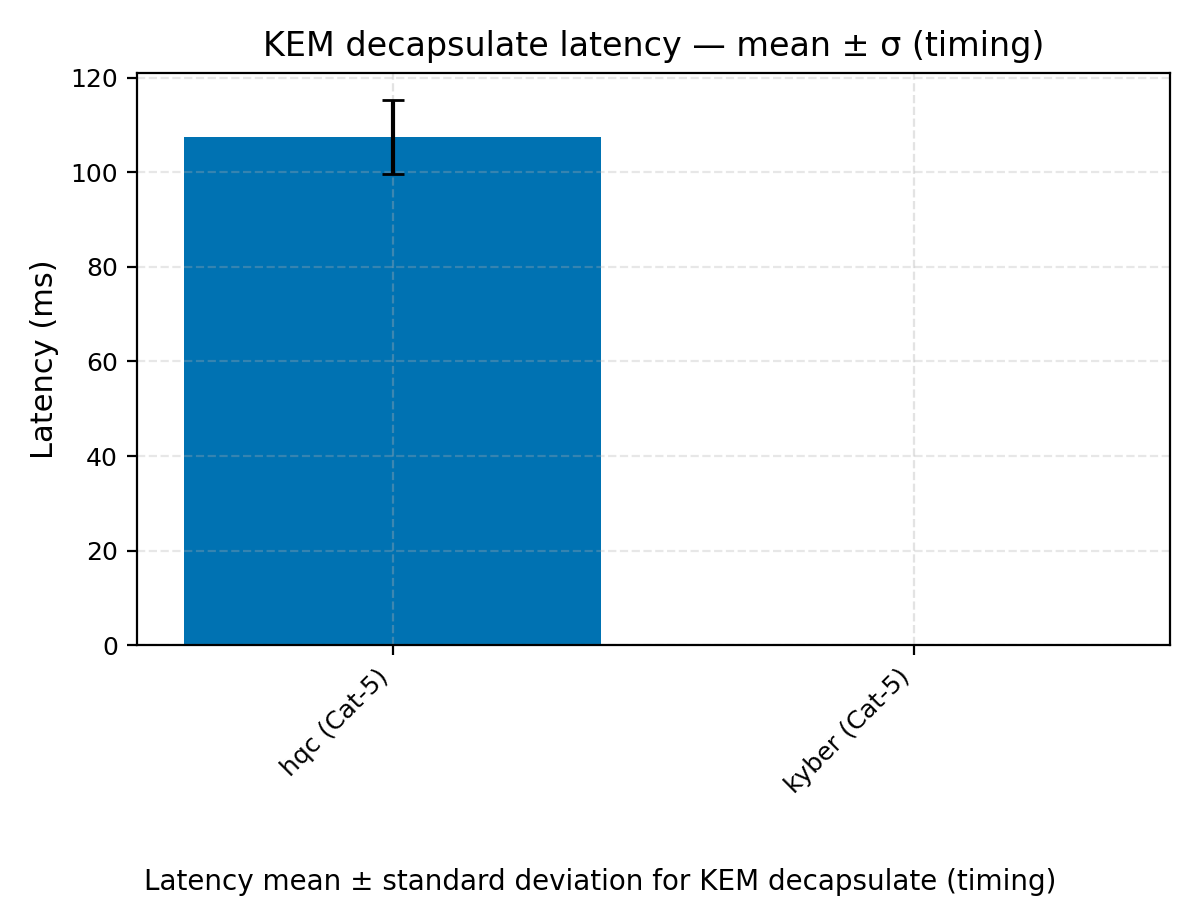 KEM decapsulate latency — mean ± σ (timing)
Latency (ms)
120
100
80
60
40
20
0
hqc (Cat-5)
kyber (Cat-5)
Latency mean ± standard deviation for KEM decapsulate (timing)